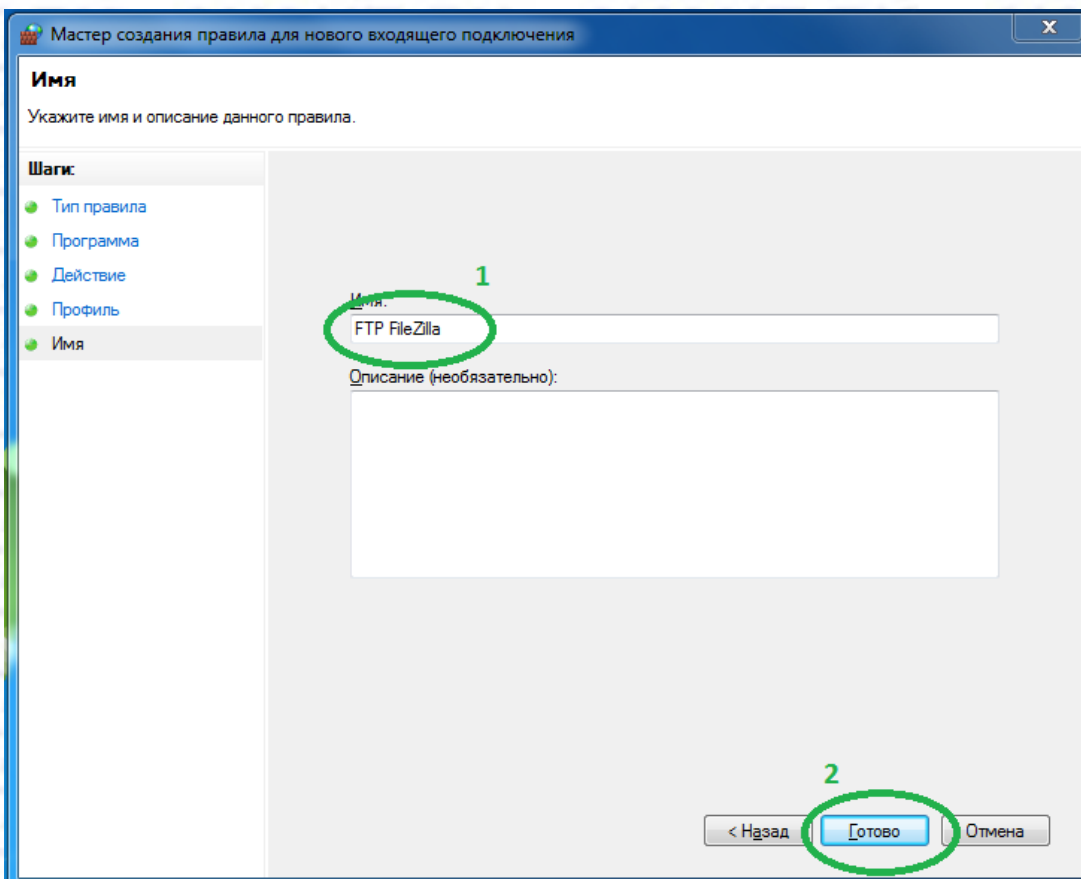 Мастер создания правила для нового входящего подключения
Имя
Укажите имя и описание данного правила.
Шаги:
Тип правила
Программа
Действие
Профиль
Имя
1
Имя:
FTP FileZilla
Описание (необязательно):
2
< Назад
Готово
Отмена